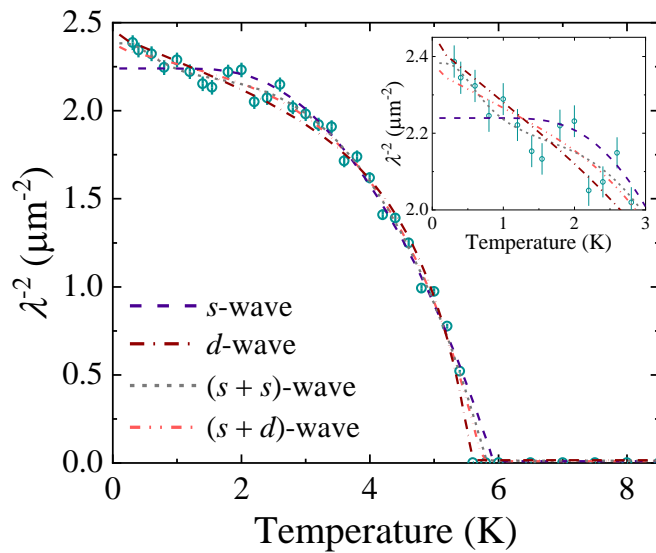 2.5
2.0
1.5
1.0
0.5
0.0
λ⁻² (μm⁻²)
0
2
4
6
8
Temperature (K)
s-wave
d-wave
(s + s)-wave
(s + d)-wave
2.4
2.2
2.0
λ⁻² (μm⁻²)
0
1
2
3
Temperature (K)